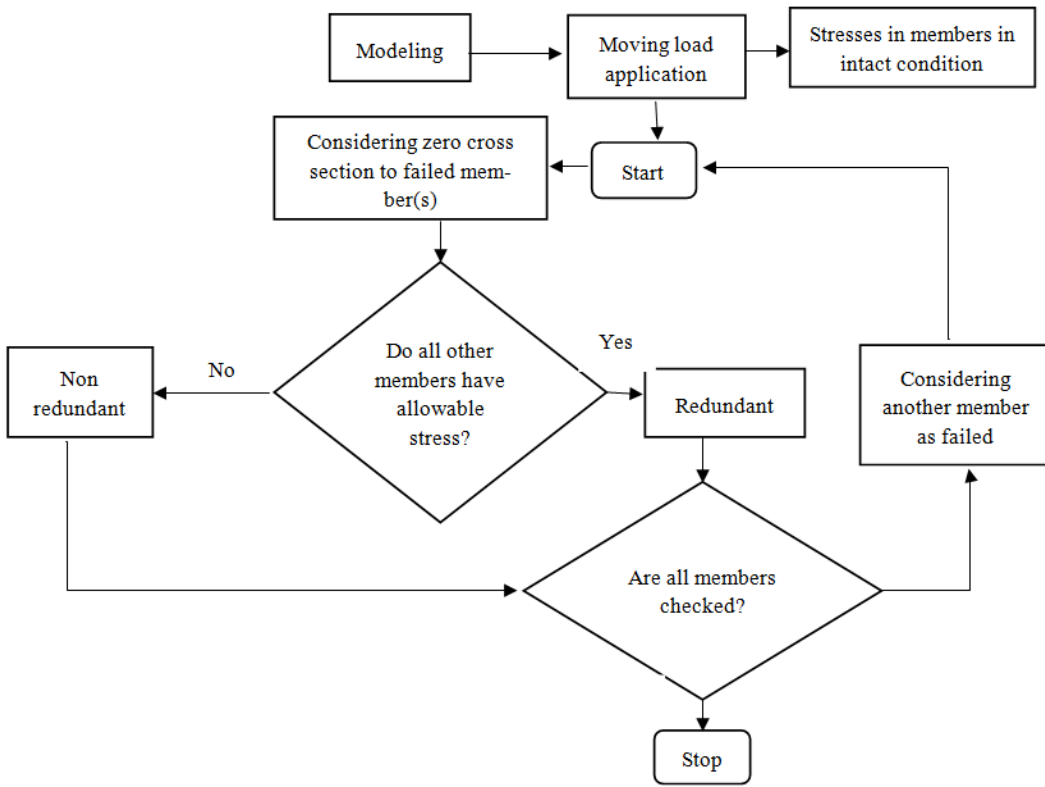 Modeling
Moving load
application
Stresses in members in
intact condition
Considering zero cross
section to failed mem-
ber(s)
Start
Do all other
members have
allowable
stress?
No
Non
redundant
Yes
Redundant
Considering
another member
as failed
Are all members
checked?
Stop